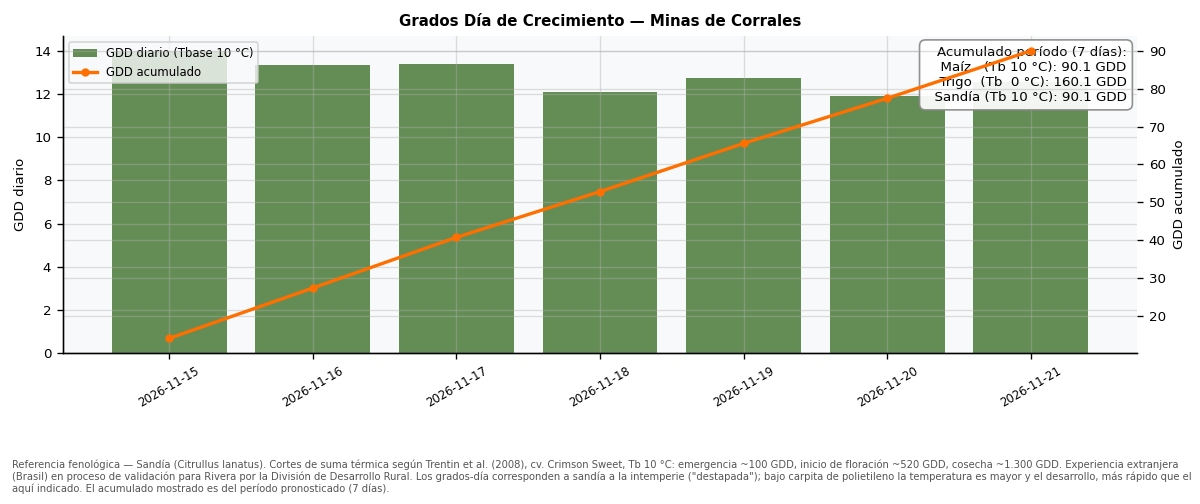 Grados Día de Crecimiento — Minas de Corrales
GDD diario (Tbase 10 °C)
GDD acumulado
Acumulado período (7 días):
Maíz (Tb 10 °C): 90.1 GDD
Trigo (Tb 0 °C): 160.1 GDD
Sandía (Tb 10 °C): 90.1 GDD
GDD diario
14
12
10
8
6
4
2
0
GDD acumulado
90
80
70
60
50
40
30
20
2026-11-15
2026-11-16
2026-11-17
2026-11-18
2026-11-19
2026-11-20
2026-11-21
Referencia fenológica — Sandía (Citrullus lanatus). Cortes de suma térmica según Trentin et al. (2008), cv. Crimson Sweet, Tb 10 °C: emergencia ~100 GDD, inicio de floración ~520 GDD, cosecha ~1.300 GDD. Experiencia extranjera
(Brasil) en proceso de validación para Rivera por la División de Desarrollo Rural. Los grados-día corresponden a sandía a la intemperie ("destapada"); bajo carpita de polietileno la temperatura es mayor y el desarrollo, más rápido que el
aquí indicado. El acumulado mostrado es del período pronosticado (7 días).